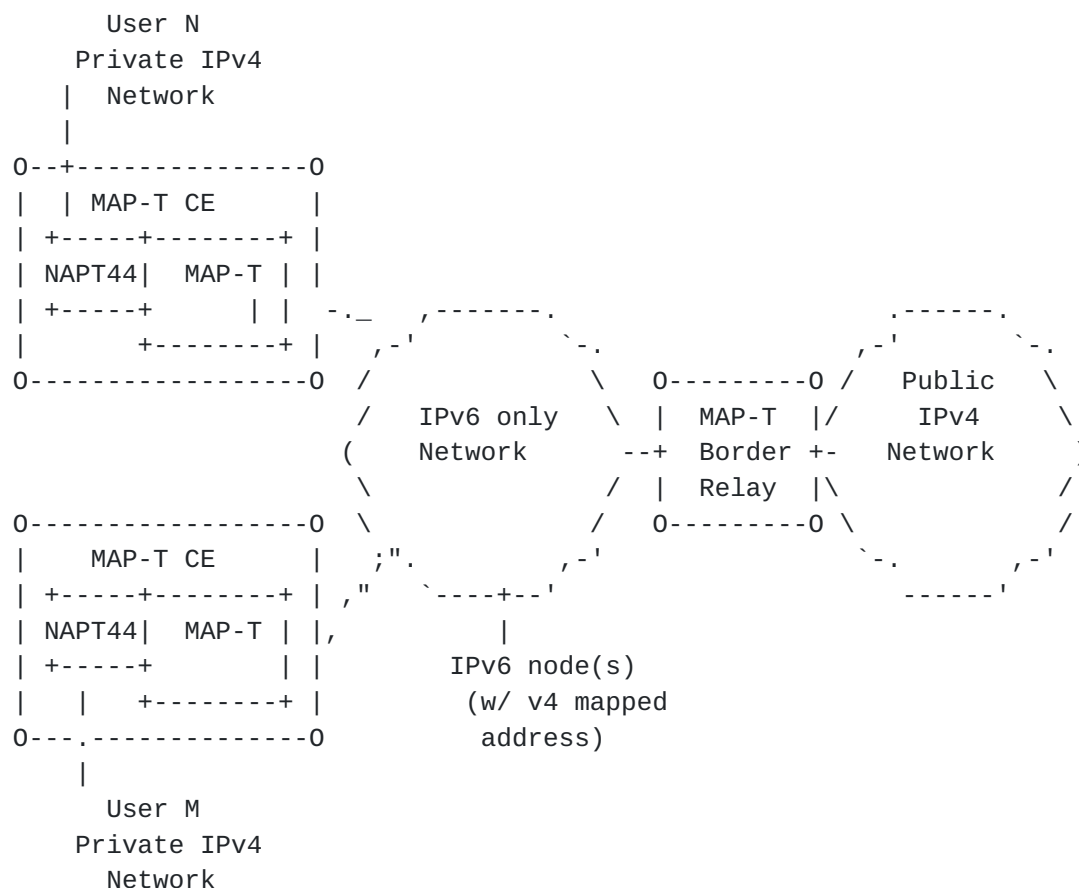 User N
Private IPv4
Network
MAP-T CE
NAPT44 MAP-T
Public
IPv6 only MAP-T IPv4
Network Border Network
Relay
MAP-T CE
NAPT44 MAP-T
IPv6 node(s)
(w/ v4 mapped
address)
User M
Private IPv4
Network